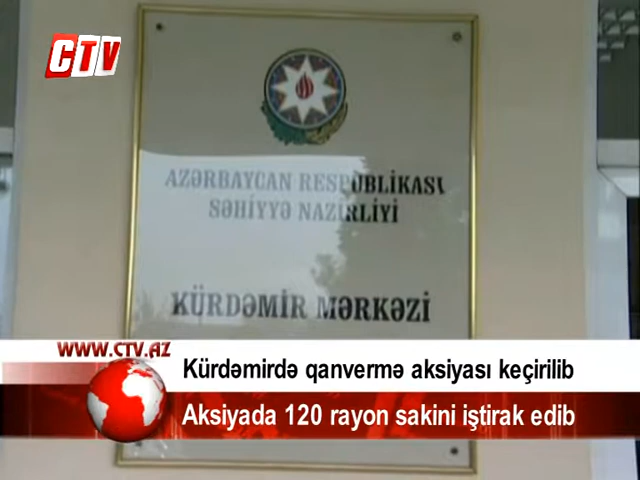 CTV
AZƏRBAYCAN RESPUBLİKASI
SƏHİYYƏ NAZİRLİYİ
KÜRDƏMİR MƏRKƏZİ
WWW.CTV.AZ
Kürdəmirdə qanvermə aksiyası keçirilib
Aksiyada 120 rayon sakini iştirak edib